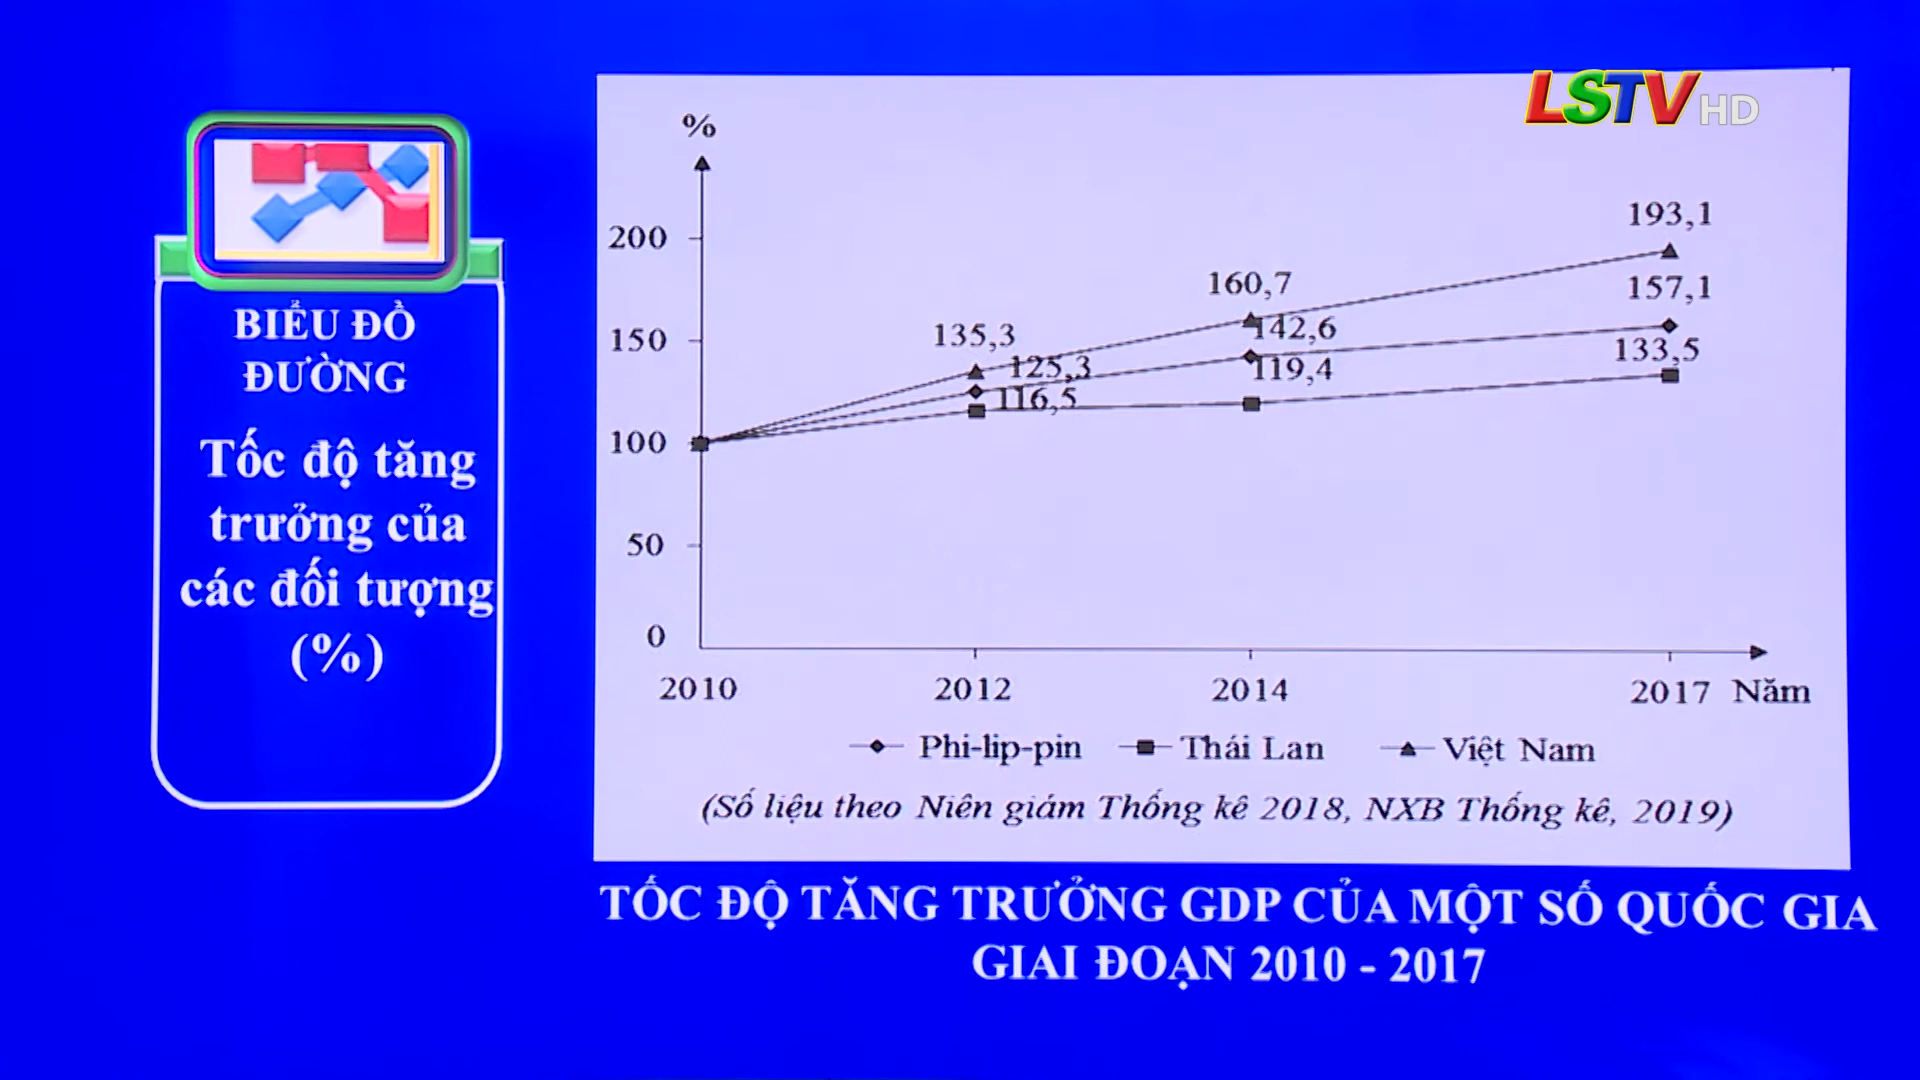 LSTV HD
BIỂU ĐỒ
ĐƯỜNG
Tốc độ tăng
trưởng của
các đối tượng
(%)
%
200
150
100
50
0
193,1
160,7
157,1
135,3
142,6
133,5
125,3
119,4
116,5
2010 2012 2014 2017 Năm
Phi-lip-pin Thái Lan Việt Nam
(Số liệu theo Niên giám Thống kê 2018, NXB Thống kê, 2019)
TỐC ĐỘ TĂNG TRƯỞNG GDP CỦA MỘT SỐ QUỐC GIA
GIAI ĐOẠN 2010 - 2017